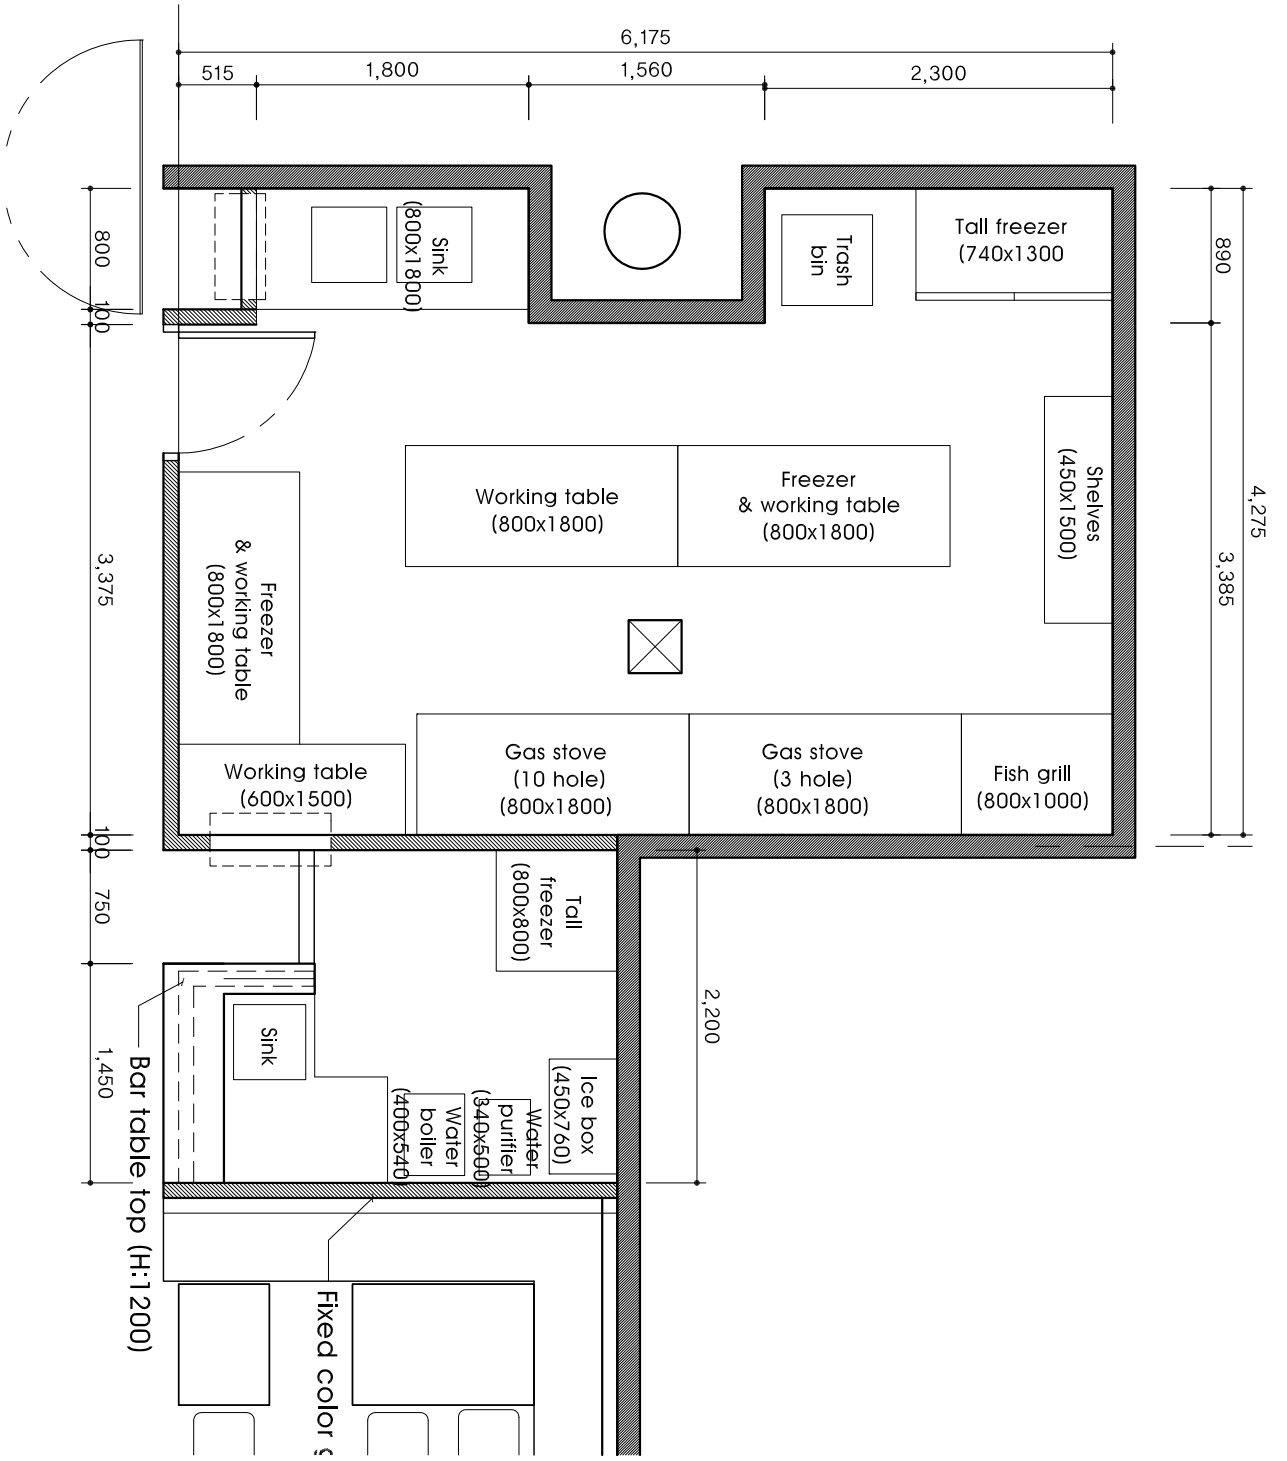 6,175
515
1,800
1,560
2,300
800
100
3,375
100
750
1,450
890
3,385
4,275
2,200
Sink
(800x1800)
Trash
bin
Tall freezer
(740x1300
Shelves
(450x1500)
Working table
(800x1800)
Freezer
& working table
(800x1800)
Freezer
& working table
(800x1800)
Working table
(600x1500)
Gas stove
(10 hole)
(800x1800)
Gas stove
(3 hole)
(800x1800)
Fish grill
(800x1000)
Tall
freezer
(800x800)
Sink
Water
boiler
(400x540)
Water
purifier
(340x500)
Ice box
(450x760)
Bar table top (H:1200)
Fixed color